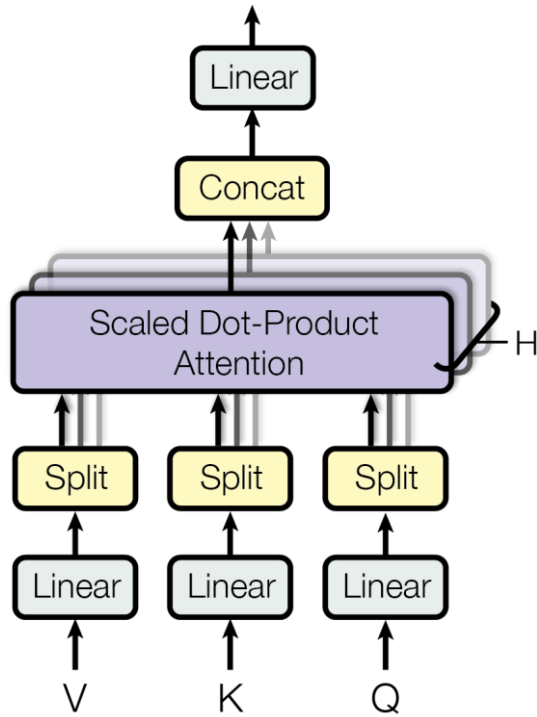 Linear
Concat
Scaled Dot-Product
Attention
H
Split Split Split
Linear Linear Linear
V K Q